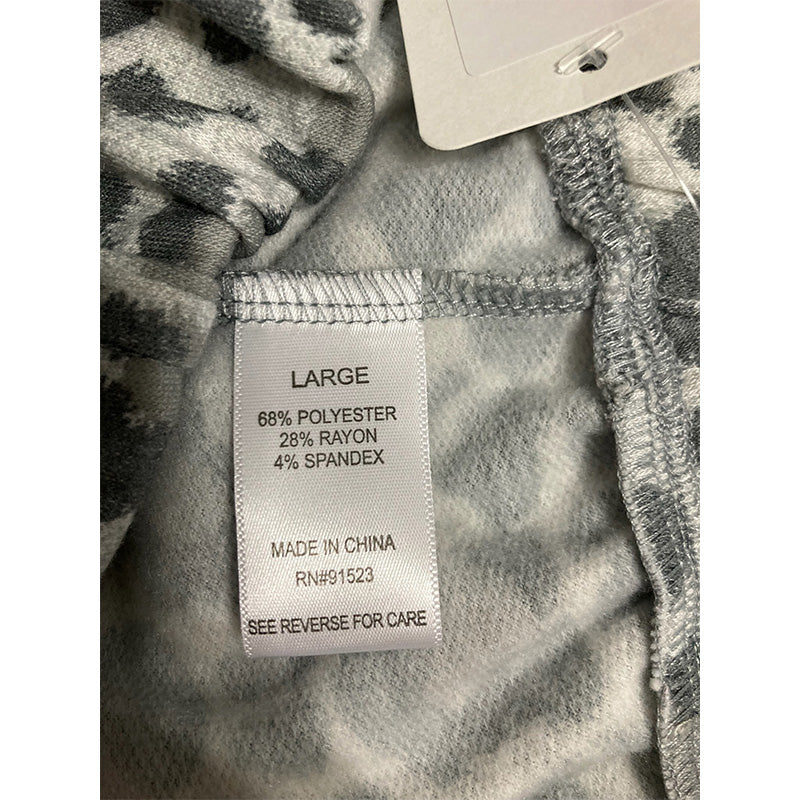 LARGE
68% POLYESTER
28% RAYON
4% SPANDEX
MADE IN CHINA
RN#91523
SEE REVERSE FOR CARE